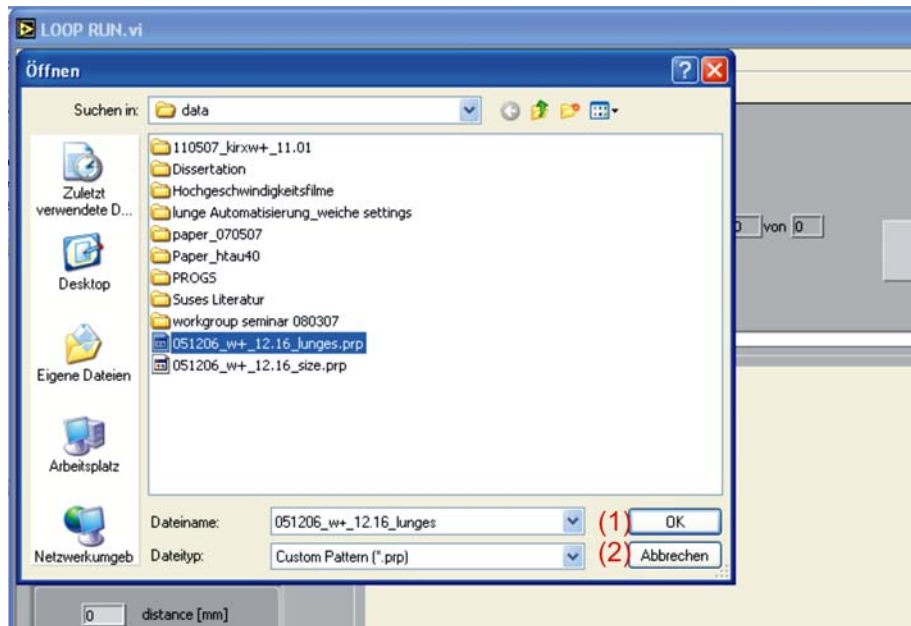 LOOP RUN.vi
Öffnen
Suchen in:
data
110507_kirxw+_11.01
Dissertation
Hochgeschwindigkeitsfilme
lunge Automatisierung_weiche settings
paper_070507
Paper_htau40
PROGS
Suses Literatur
workgroup seminar 080307
051206_w+_12.16_lunges.prp
051206_w+_12.16_size.prp
Zuletzt
verwendete D...
Desktop
Eigene Dateien
Arbeitsplatz
Netzwerkumgeb
Dateiname:
051206_w+_12.16_lunges
(1)
OK
Dateityp:
Custom Pattern (*.prp)
(2)
Abbrechen
0 von 0
0 distance [mm]